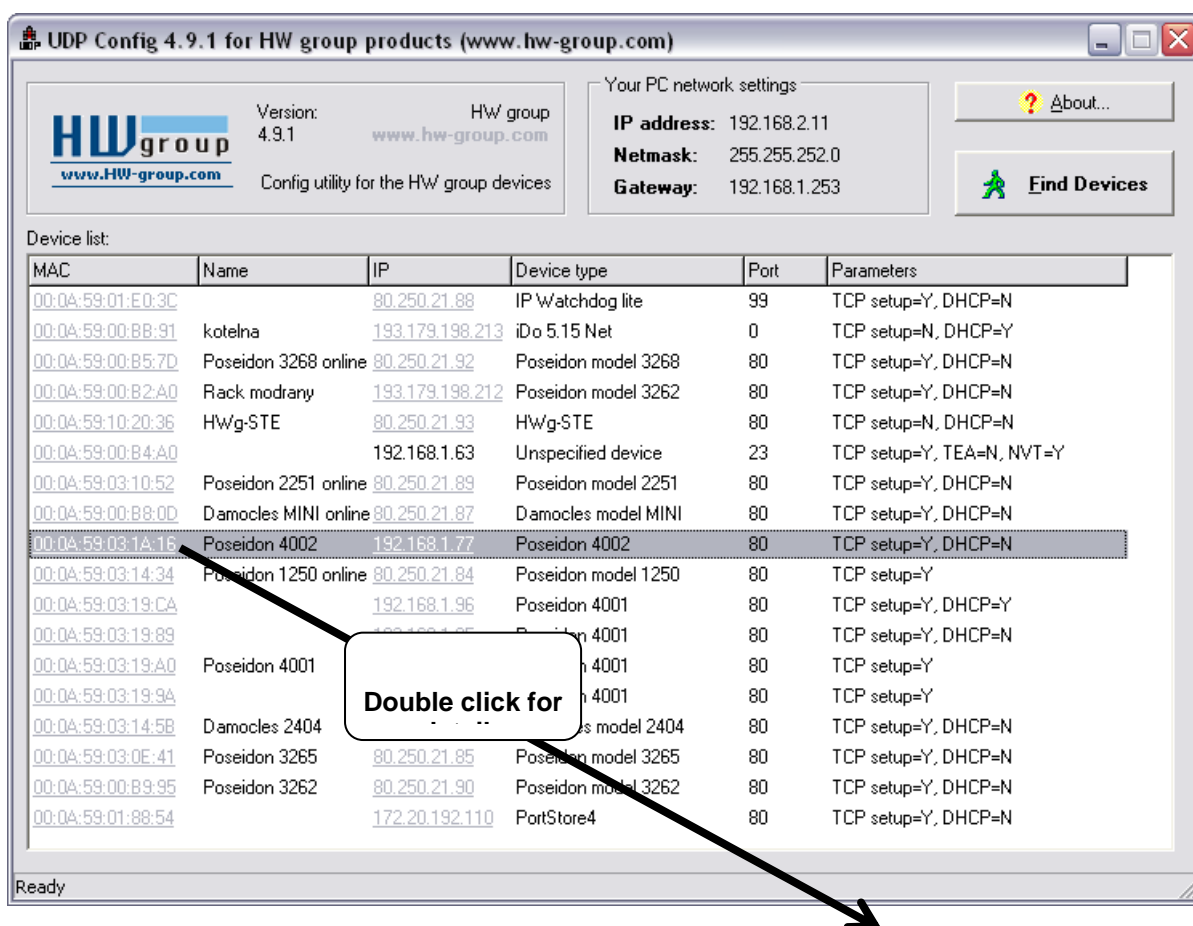 UDP Config 4.9.1 for HW group products (www.hw-group.com)
HWgroup
www.HW-group.com
Version: HW group
4.9.1 www.hw-group.com
Config utility for the HW group devices
Your PC network settings
IP address: 192.168.2.11
Netmask: 255.255.252.0
Gateway: 192.168.1.253
About...
Find Devices
Device list:
MAC Name IP Device type Port Parameters
00:0A:59:01:E0:3C 80.250.21.88 IP Watchdog lite 99 TCP setup=Y, DHCP=N
00:0A:59:00:BB:91 kotelna 193.179.198.213 iDo 5.15 Net 0 TCP setup=N, DHCP=Y
00:0A:59:00:B5:7D Poseidon 3268 online 80.250.21.92 Poseidon model 3268 80 TCP setup=Y, DHCP=N
00:0A:59:00:B2:A0 Rack modrany 193.179.198.212 Poseidon model 3262 80 TCP setup=Y, DHCP=N
00:0A:59:10:20:36 HWg-STE 80.250.21.93 HWg-STE 80 TCP setup=N, DHCP=N
00:0A:59:00:B4:A0 192.168.1.63 Unspecified device 23 TCP setup=Y, TEA=N, NVT=Y
00:0A:59:03:10:52 Poseidon 2251 online 80.250.21.89 Poseidon model 2251 80 TCP setup=Y, DHCP=N
00:0A:59:00:B8:0D Damocles MINI online 80.250.21.87 Damocles model MINI 80 TCP setup=Y, DHCP=N
00:0A:59:03:1A:16 Poseidon 4002 192.168.1.77 Poseidon 4002 80 TCP setup=Y, DHCP=N
00:0A:59:03:14:34 Poseidon 1250 online 80.250.21.84 Poseidon model 1250 80 TCP setup=Y
00:0A:59:03:19:CA 192.168.1.96 Poseidon 4001 80 TCP setup=Y, DHCP=Y
00:0A:59:03:19:89 4001 80 TCP setup=Y, DHCP=N
00:0A:59:03:19:A0 Poseidon 4001 4001 80 TCP setup=Y
00:0A:59:03:19:9A 4001 80 TCP setup=Y
Double click for
00:0A:59:03:14:5B Damocles 2404 model 2404 80 TCP setup=Y, DHCP=N
00:0A:59:03:0E:41 Poseidon 3265 80.250.21.85 Poseidon model 3265 80 TCP setup=Y, DHCP=N
00:0A:59:00:B9:95 Poseidon 3262 80.250.21.90 Poseidon model 3262 80 TCP setup=Y, DHCP=N
00:0A:59:01:88:54 172.20.192.110 PortStore4 80 TCP setup=Y, DHCP=N
Ready